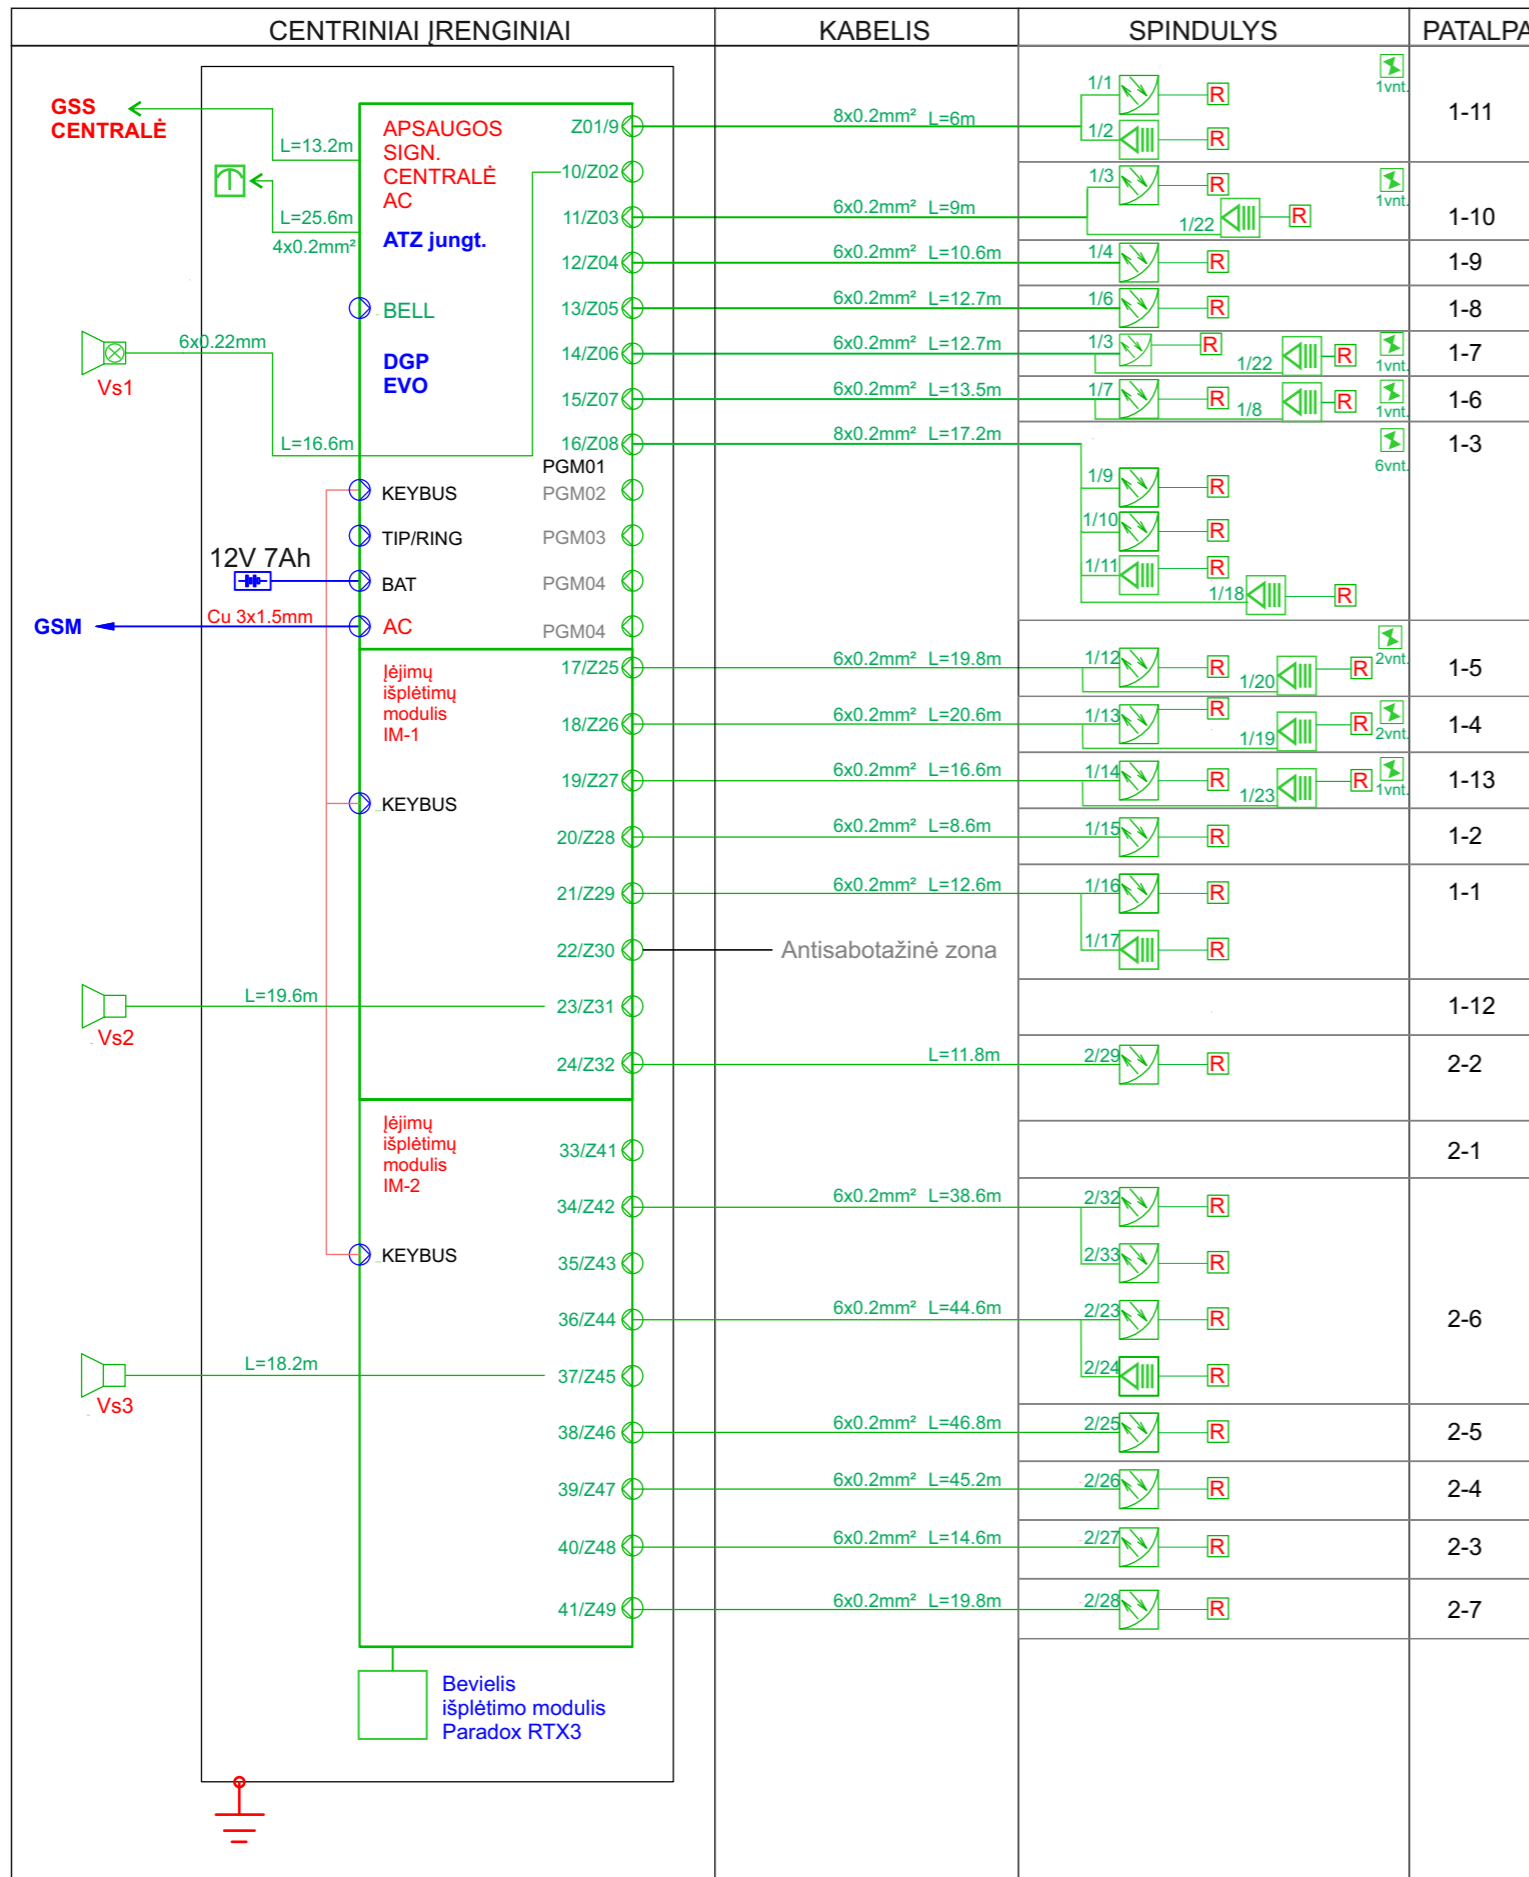 CENTRINIAI ĮRENGINIAI
KABELIS
SPINDULYS
PATALPA
GSS
CENTRALĖ
L=13.2m
L=25.6m
4x0.2mm²
6x0.22mm
Vs1
L=16.6m
12V 7Ah
GSM
Cu 3x1.5mm
APSAUGOS
SIGN.
CENTRALĖ
AC
ATZ jungt.
BELL
DGP
EVO
KEYBUS
TIP/RING
BAT
AC
Z01/9
10/Z02
11/Z03
12/Z04
13/Z05
14/Z06
15/Z07
16/Z08
PGM01
PGM02
PGM03
PGM04
PGM04
8x0.2mm² L=6m
1/1 R
1/2 R
1vnt.
1-11
6x0.2mm² L=9m
1/3 R
1/22 R
1vnt.
1-10
6x0.2mm² L=10.6m
1/4 R
1-9
6x0.2mm² L=12.7m
1/6 R
1-8
6x0.2mm² L=12.7m
1/3 R
1/22 R
1vnt.
1-7
6x0.2mm² L=13.5m
1/7 R
1/8 R
1vnt.
1-6
8x0.2mm² L=17.2m
6vnt.
1-3
1/9 R
1/10 R
1/11 R
1/18 R
Įėjimų
išplėtimų
modulis
IM-1
KEYBUS
17/Z25
6x0.2mm² L=19.8m
1/12 R
1/20 R
2vnt.
1-5
18/Z26
6x0.2mm² L=20.6m
1/13 R
1/19 R
2vnt.
1-4
19/Z27
6x0.2mm² L=16.6m
1/14 R
1/23 R
1vnt.
1-13
20/Z28
6x0.2mm² L=8.6m
1/15 R
1-2
21/Z29
6x0.2mm² L=12.6m
1/16 R
1-1
22/Z30
Antisabotažinė zona
1/17 R
L=19.6m
Vs2
23/Z31
1-12
24/Z32
L=11.8m
2/29 R
2-2
Įėjimų
išplėtimų
modulis
IM-2
KEYBUS
33/Z41
2-1
34/Z42
6x0.2mm² L=38.6m
2/32 R
35/Z43
2/33 R
36/Z44
6x0.2mm² L=44.6m
2/23 R
2-6
L=18.2m
Vs3
37/Z45
2/24 R
38/Z46
6x0.2mm² L=46.8m
2/25 R
2-5
39/Z47
6x0.2mm² L=45.2m
2/26 R
2-4
40/Z48
6x0.2mm² L=14.6m
2/27 R
2-3
41/Z49
6x0.2mm² L=19.8m
2/28 R
2-7
Bevielis
išplėtimo modulis
Paradox RTX3